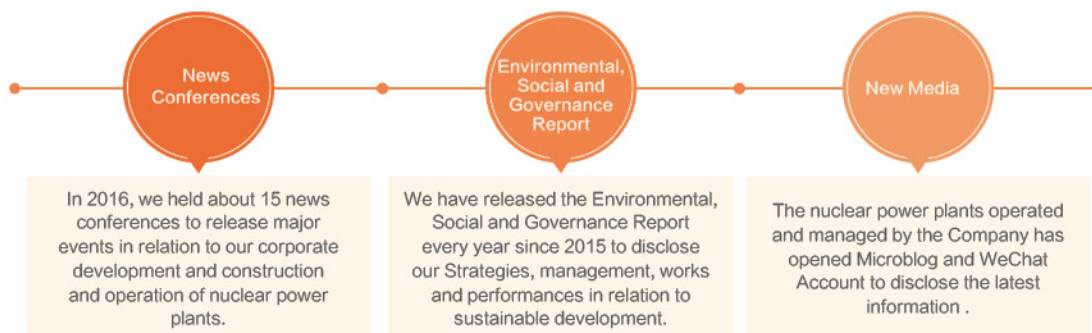 News
Conferences
In 2016, we held about 15 news
conferences to release major
events in relation to our corporate
development and construction
and operation of nuclear power
plants.
Environmental,
Social and
Governance
Report
We have released the Environmental,
Social and Governance Report
every year since 2015 to disclose
our Strategies, management, works
and performances in relation to
sustainable development.
New Media
The nuclear power plants operated
and managed by the Company has
opened Microblog and WeChat
Account to disclose the latest
information .